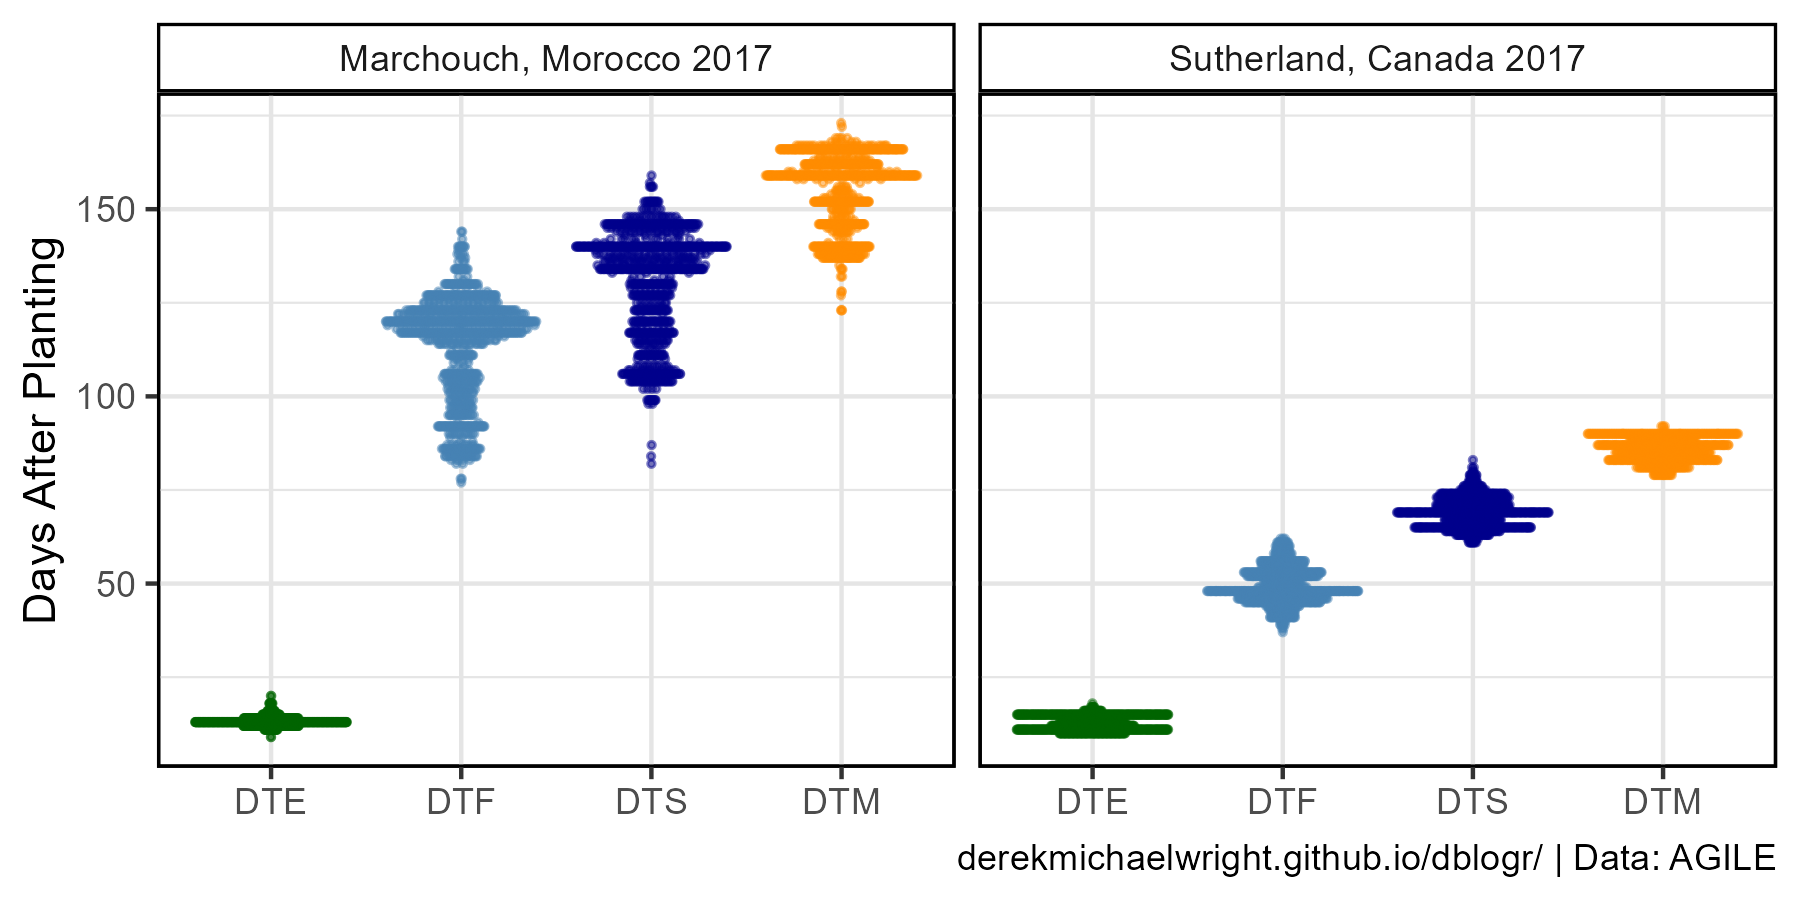 Marchouch, Morocco 2017
Sutherland, Canada 2017
Days After Planting
150
100
50
DTE DTF DTS DTM
DTE DTF DTS DTM
derekmichaelwright.github.io/dblogr/ | Data: AGILE